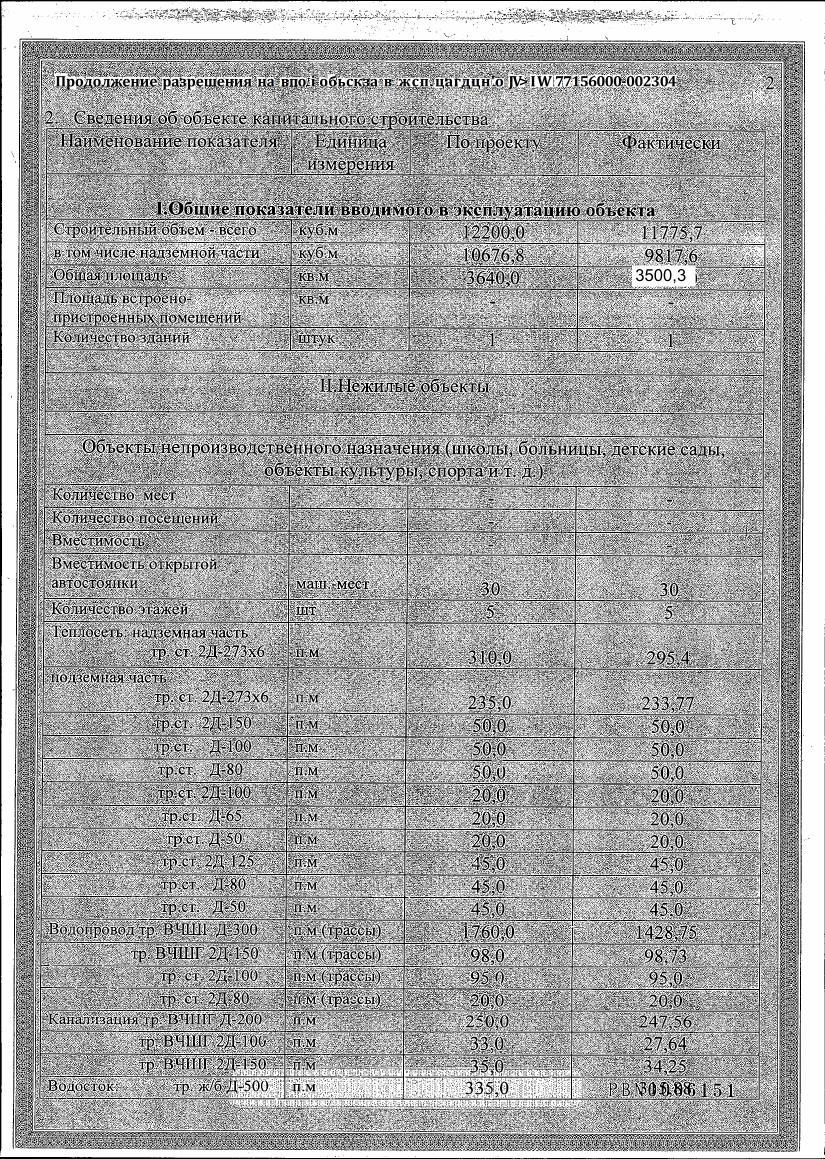 Продолжение разрешения на впо/i обьскза в жсп.цагдцн'о JV> IW77156000-002304
2
2. Сведения об объекте капитального строительства
Наименование показателя Единица По проекту Фактически
измерения
I.Общие показатели вводимого в эксплуатацию объекта
Строительный объем - всего куб.м 12200,0 11775,7
в том числе надземной части куб.м 10676,8 9817,6
Общая площадь кв.м 3640,0 3500,3
Площадь встроено- кв.м - -
пристроенных помещений
Количество зданий штук 1 1
II.Нежилые объекты
Объекты непроизводственного назначения (школы, больницы, детские сады,
объекты культуры, спорта и т. д.)
Количество мест - -
Количество посещений - -
Вместимость -
Вместимость открытой
автостоянки маш.-мест 30 30
Количество этажей шт 5 5
Теплосеть: надземная часть
тр. ст. 2Д-273х6 п.м 310,0 295,4
подземная часть
тр. ст. 2Д-273х6 п.м 235,0 233,77
тр.ст. 2Д-150 п.м 50,0 50,0
тр.ст. Д-100 п.м 50,0 50,0
тр.ст. Д-80 п.м 50,0 50,0
тр.ст. 2Д-100 п.м 20,0 20,0
тр.ст. Д-65 п.м 20,0 20,0
тр.ст. Д-50 п.м 20,0 20,0
тр.ст. 2Д-125 п.м 45,0 45,0
тр.ст. Д-80 п.м 45,0 45,0
тр.ст. Д-50 п.м 45,0 45,0
Водопровод тр. ВЧШГ Д-300 п.м (трассы) 1760,0 1428,75
тр. ВЧШГ 2Д-150 п.м (трассы) 98,0 98,73
тр. ст. 2Д-100 п.м (трассы) 95,0 95,0
тр. ст. 2Д-80 п.м (трассы) 20,0 20,0
Канализация тр. ВЧШГ Д-200 п.м 250,0 247,56
тр. ВЧШГ 2Д-100 п.м 33,0 27,64
тр. ВЧШГ 2Д-150 п.м 35,0 34,25
Водосток: тр. ж/б Д-500 п.м 335,0